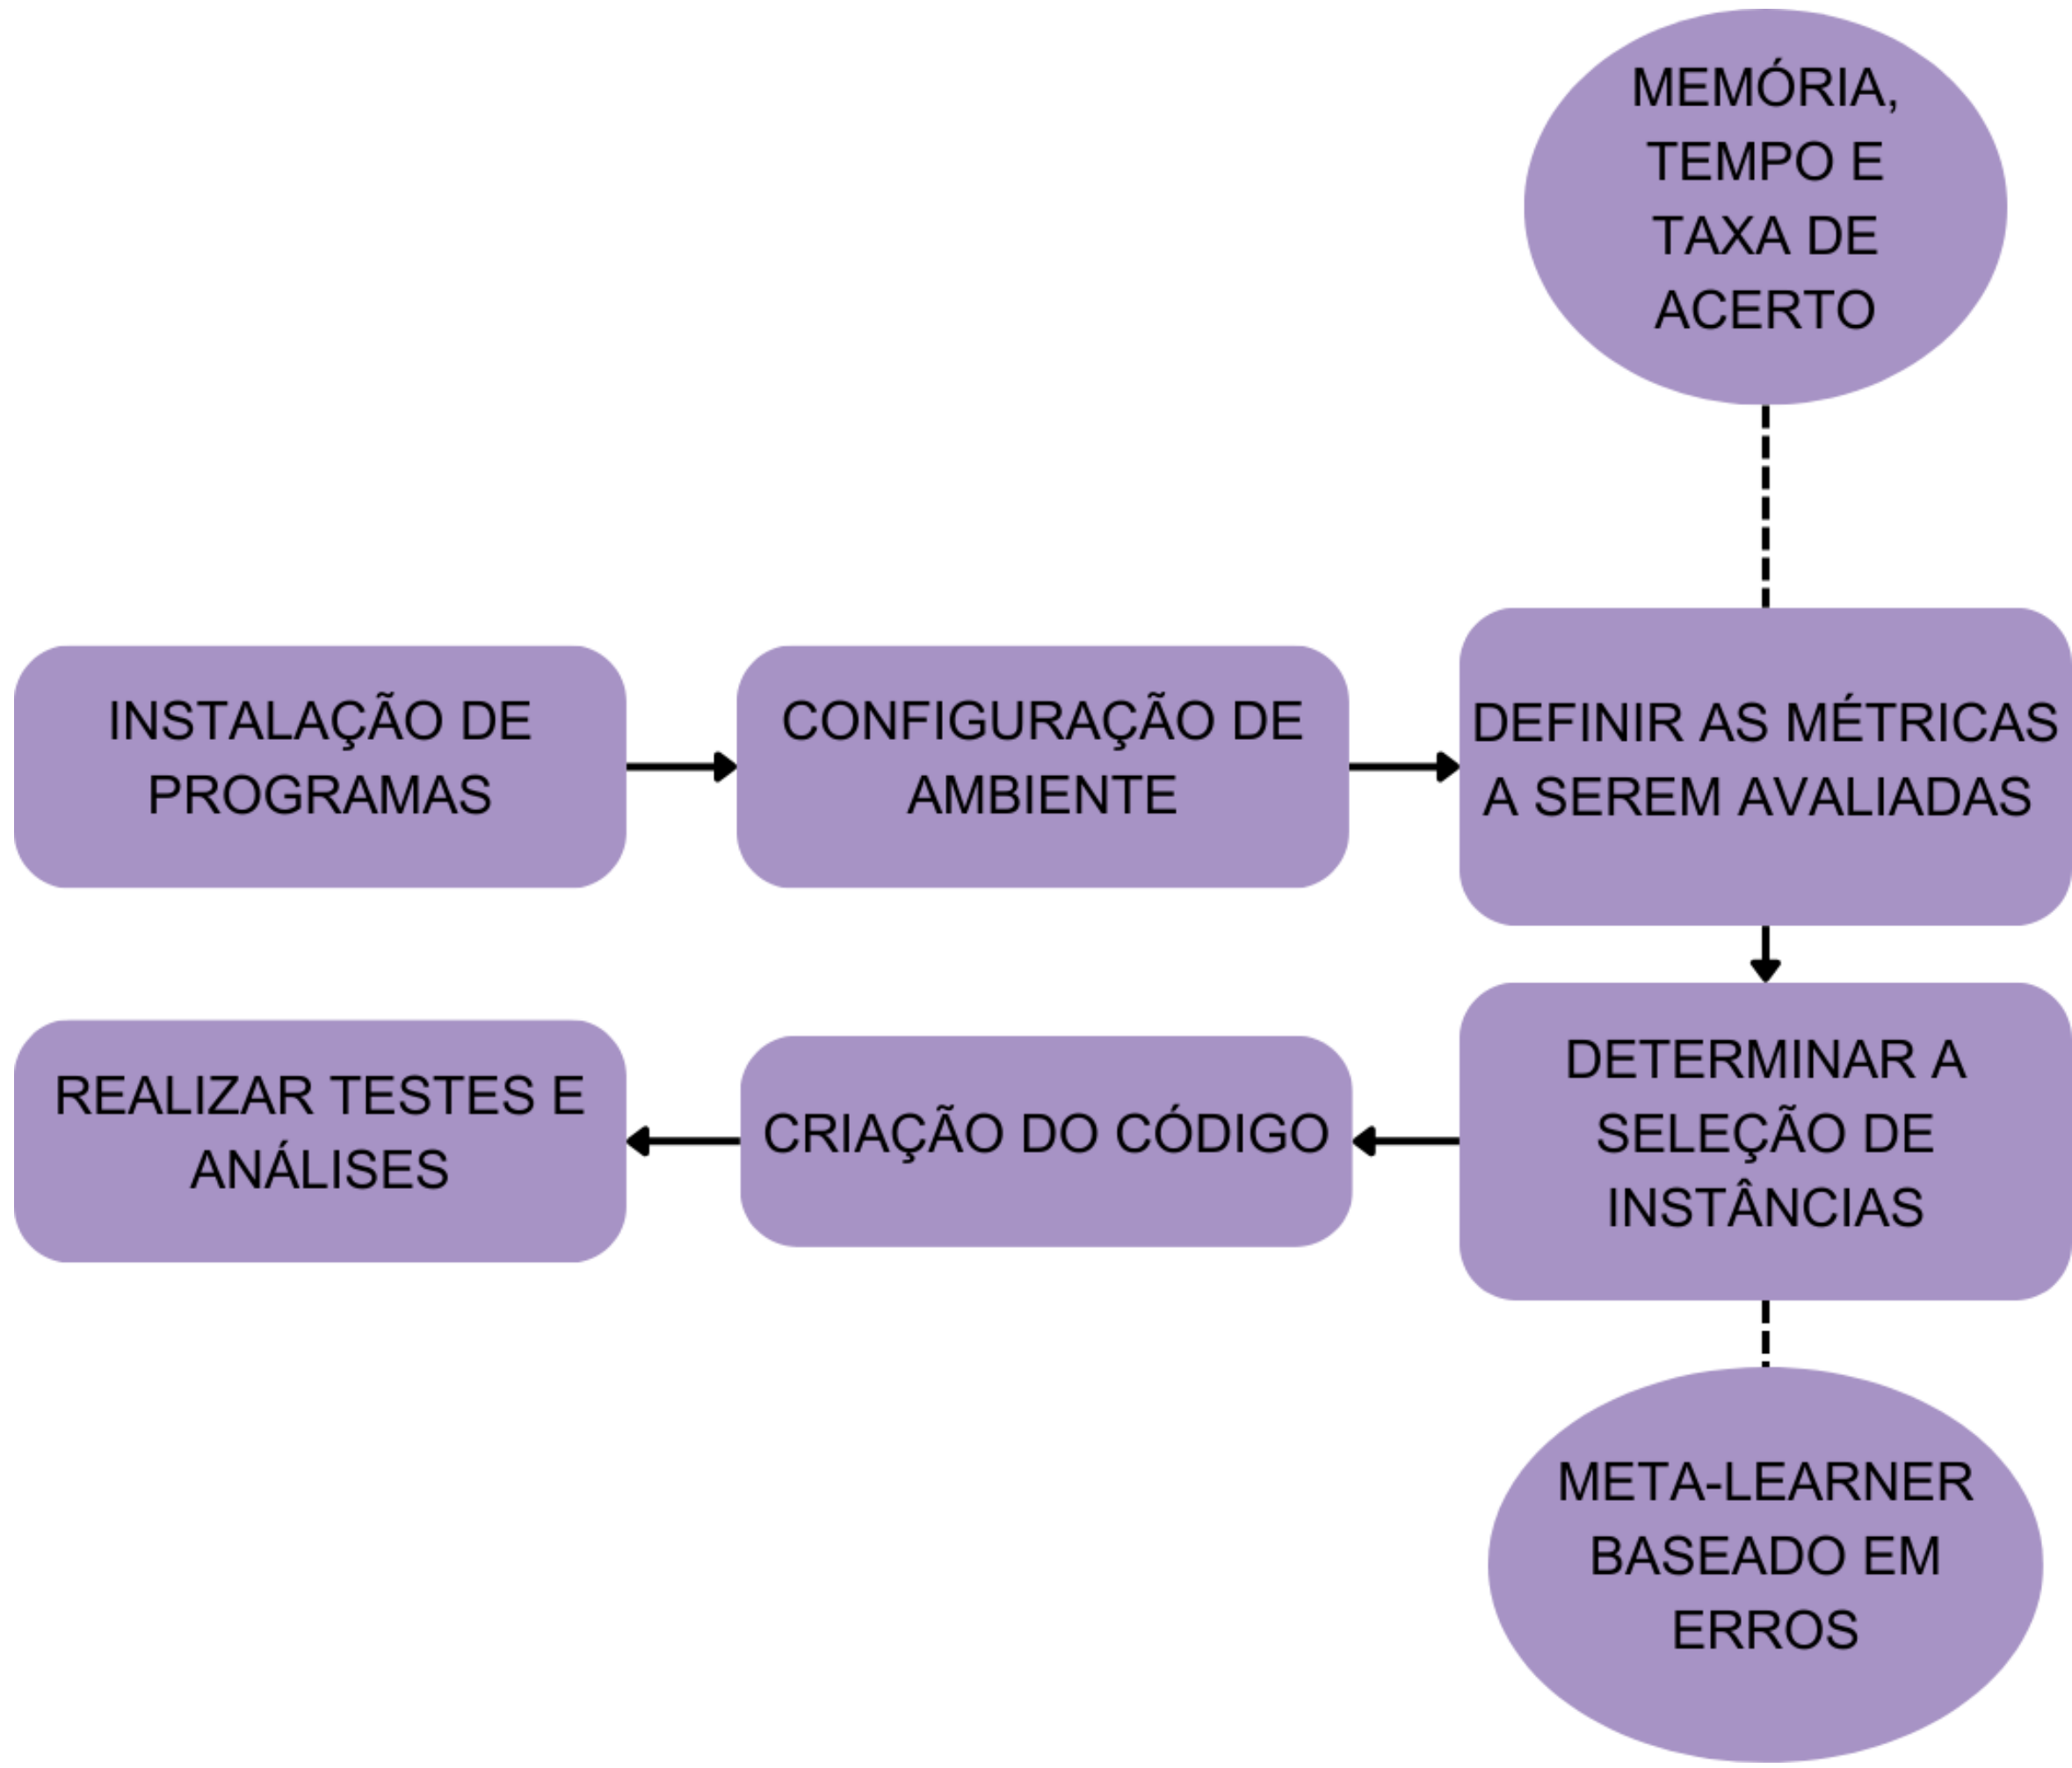 MEMÓRIA,
TEMPO E
TAXA DE
ACERTO
INSTALAÇÃO DE
PROGRAMAS
CONFIGURAÇÃO DE
AMBIENTE
DEFINIR AS MÉTRICAS
A SEREM AVALIADAS
DETERMINAR A
SELEÇÃO DE
INSTÂNCIAS
CRIAÇÃO DO CÓDIGO
REALIZAR TESTES E
ANÁLISES
META-LEARNER
BASEADO EM
ERROS